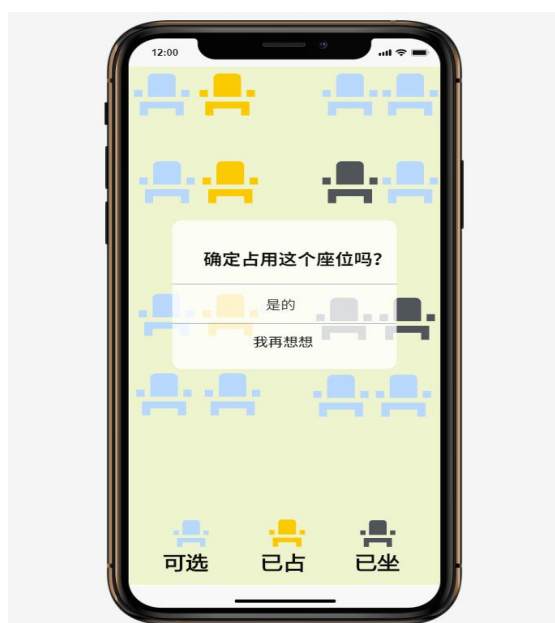 12:00
确定占用这个座位吗?
是的
我再想想
可选 已占 已坐